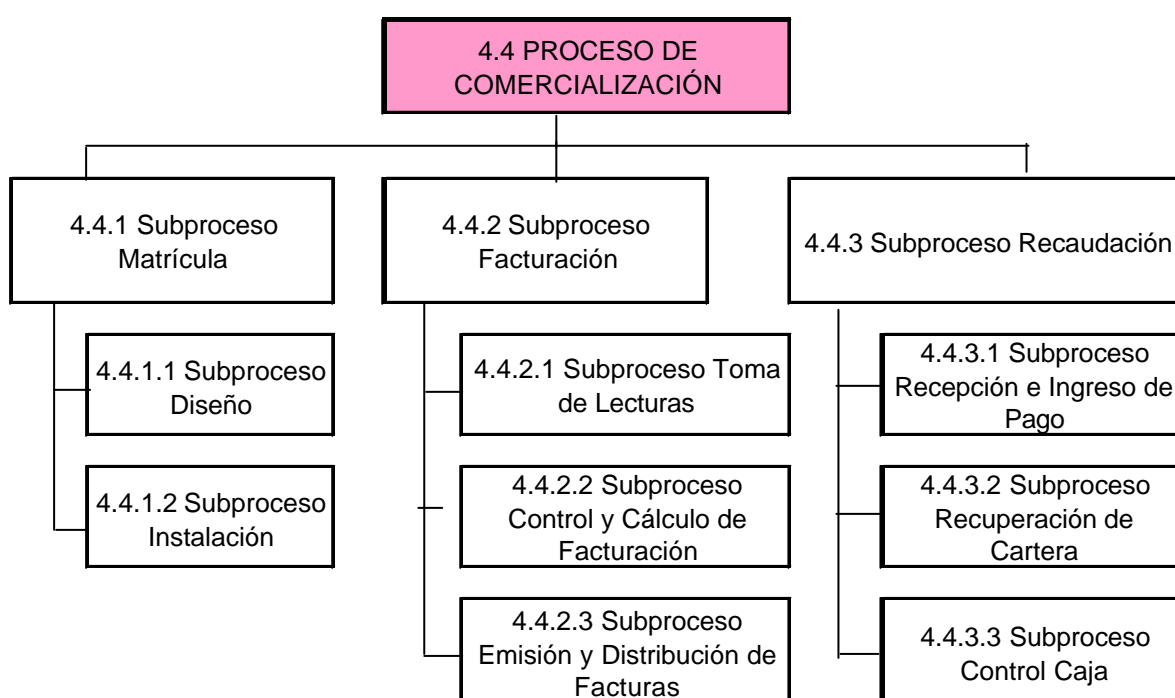 4.4 PROCESO DE
COMERCIALIZACIÓN
4.4.1 Subproceso
Matrícula
4.4.2 Subproceso
Facturación
4.4.3 Subproceso Recaudación
4.4.1.1 Subproceso
Diseño
4.4.1.2 Subproceso
Instalación
4.4.2.1 Subproceso Toma
de Lecturas
4.4.2.2 Subproceso
Control y Cálculo de
Facturación
4.4.2.3 Subproceso
Emisión y Distribución de
Facturas
4.4.3.1 Subproceso
Recepción e Ingreso de
Pago
4.4.3.2 Subproceso
Recuperación de
Cartera
4.4.3.3 Subproceso
Control Caja